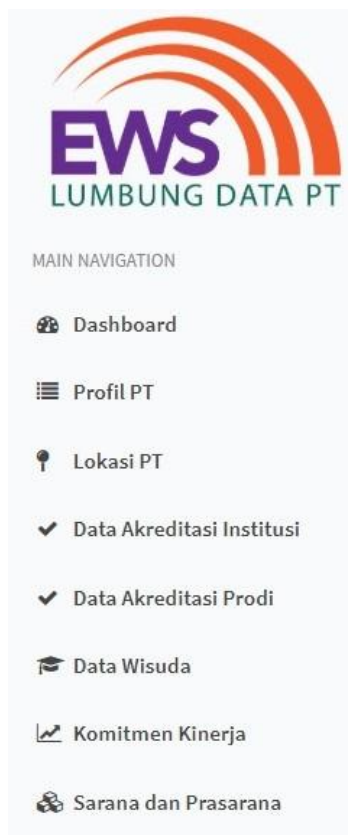 EWS
LUMBUNG DATA PT
MAIN NAVIGATION
Dashboard
Profil PT
Lokasi PT
Data Akreditasi Institusi
Data Akreditasi Prodi
Data Wisuda
Komitmen Kinerja
Sarana dan Prasarana